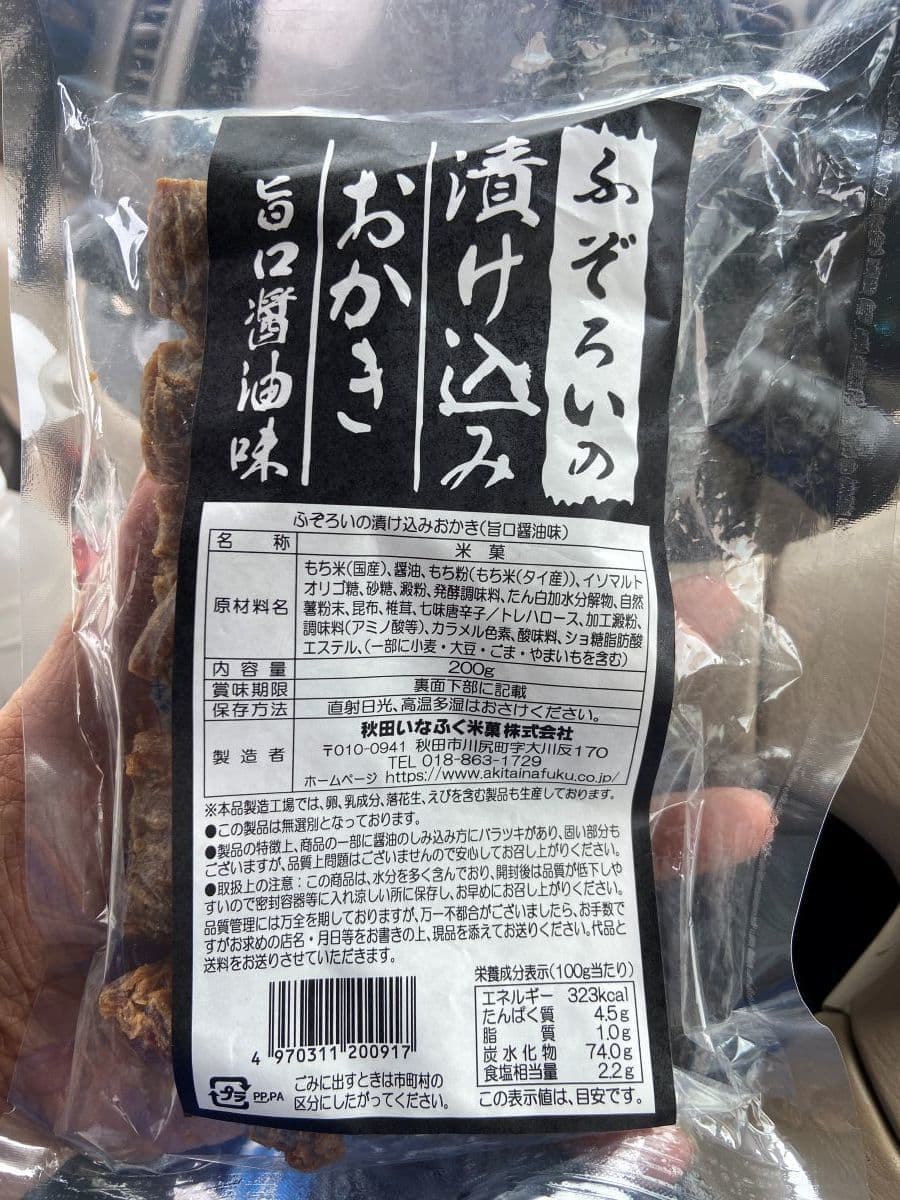 ふぞろいの
漬け込み
おかき
旨口醤油味
ふぞろいの漬け込みおかき(旨口醤油味)
名称 米菓
原材料名 もち米(国産)、醤油、もち粉(もち米(タイ産))、イソマルト
オリゴ糖、砂糖、澱粉、発酵調味料、たん白加水分解物、自然
薯粉末、昆布、椎茸、七味唐辛子／トレハロース、加工澱粉、
調味料(アミノ酸等)、カラメル色素、酸味料、ショ糖脂肪酸
エステル、(一部に小麦・大豆・ごま・やまいもを含む)
内容量 200g
賞味期限 裏面下部に記載
保存方法 直射日光、高温多湿はおさけください。
製造者 秋田いなふく米菓株式会社
〒010-0941 秋田市川尻町字大川反170
TEL 018-863-1729
ホームページ https://www.akitainafuku.co.jp/
※本品製造工場では、卵、乳成分、落花生、えびを含む製品も生産しております。
●この製品は無選別となっております。
●製品の特徴上、商品の一部に醤油のしみ込み方にバラツキがあり、固い部分も
ございますが、品質上問題はございませんので安心してお召し上がりください。
●取扱上の注意：この商品は、水分を多く含んでおり、開封後は品質が低下しや
すいので密封容器等に入れ涼しい所に保存し、お早めにお召し上がりください。
品質管理には万全を期しておりますが、万一不都合がございましたら、お手数で
すがお求めの店名・月日等をお書きの上、現品を添えてお送りください。代品と
送料をお送りさせていただきます。
栄養成分表示(100g当たり)
エネルギー 323kcal
たんぱく質 4.5g
脂質 1.0g
炭水化物 74.0g
食塩相当量 2.2g
この表示値は、目安です。
4 970311 200917
プラ PP,PA
ごみに出すときは市町村の
区分にしたがってください。